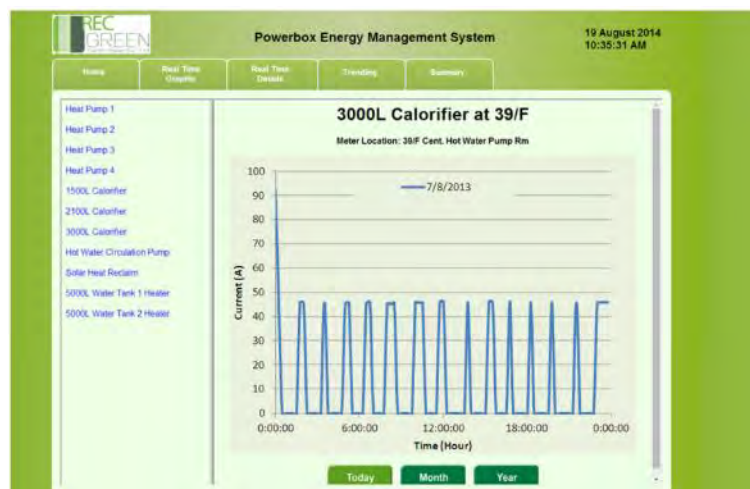 REC
GREEN
Powerbox Energy Management System
19 August 2014
10:35:31 AM
Home
Real Time
Graphic
Real Time
Details
Trending
Summary
Heat Pump 1
Heat Pump 2
Heat Pump 3
Heat Pump 4
1500L Calorifier
2100L Calorifier
3000L Calorifier
Hot Water Circulation Pump
Solar Heat Reclaim
5000L Water Tank 1 Heater
5000L Water Tank 2 Heater
3000L Calorifier at 39/F
Meter Location: 39/F Cent. Hot Water Pump Rm
7/8/2013
Current (A)
100
90
80
70
60
50
40
30
20
10
0
0:00:00
6:00:00
12:00:00
18:00:00
0:00:00
Time (Hour)
Today
Month
Year